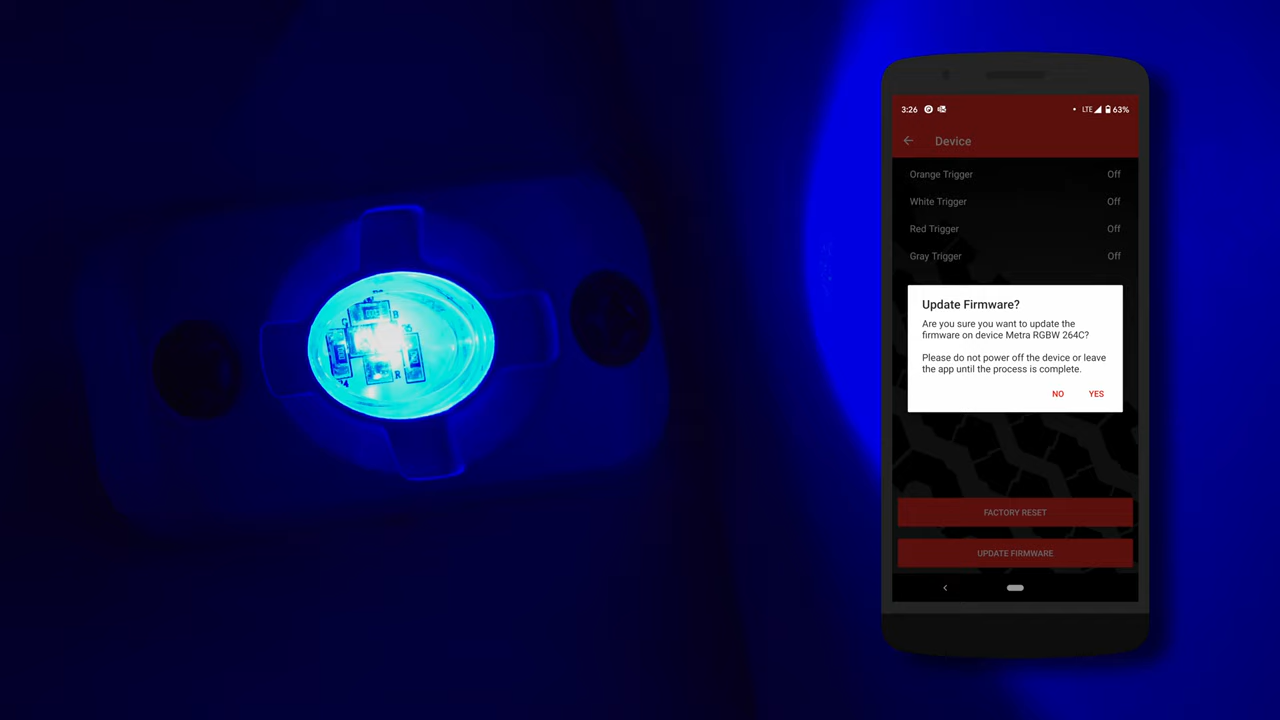 3:26
LTE
63%
Device
Orange Trigger Off
White Trigger Off
Red Trigger Off
Gray Trigger Off
Update Firmware?
Are you sure you want to update the
firmware on device Metra RGBW 264C?
Please do not power off the device or leave
the app until the process is complete.
NO YES
FACTORY RESET
UPDATE FIRMWARE
B
R